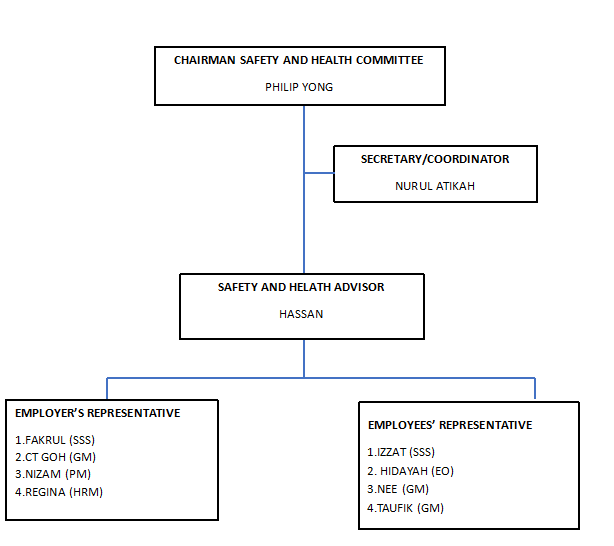 CHAIRMAN SAFETY AND HEALTH COMMITTEE
PHILIP YONG
SECRETARY/COORDINATOR
NURUL ATIKAH
SAFETY AND HELATH ADVISOR
HASSAN
EMPLOYER’S REPRESENTATIVE
1.FAKRUL (SSS)
2.CT GOH (GM)
3.NIZAM (PM)
4.REGINA (HRM)
EMPLOYEES’ REPRESENTATIVE
1.IZZAT (SSS)
2. HIDAYAH (EO)
3.NEE (GM)
4.TAUFIK (GM)